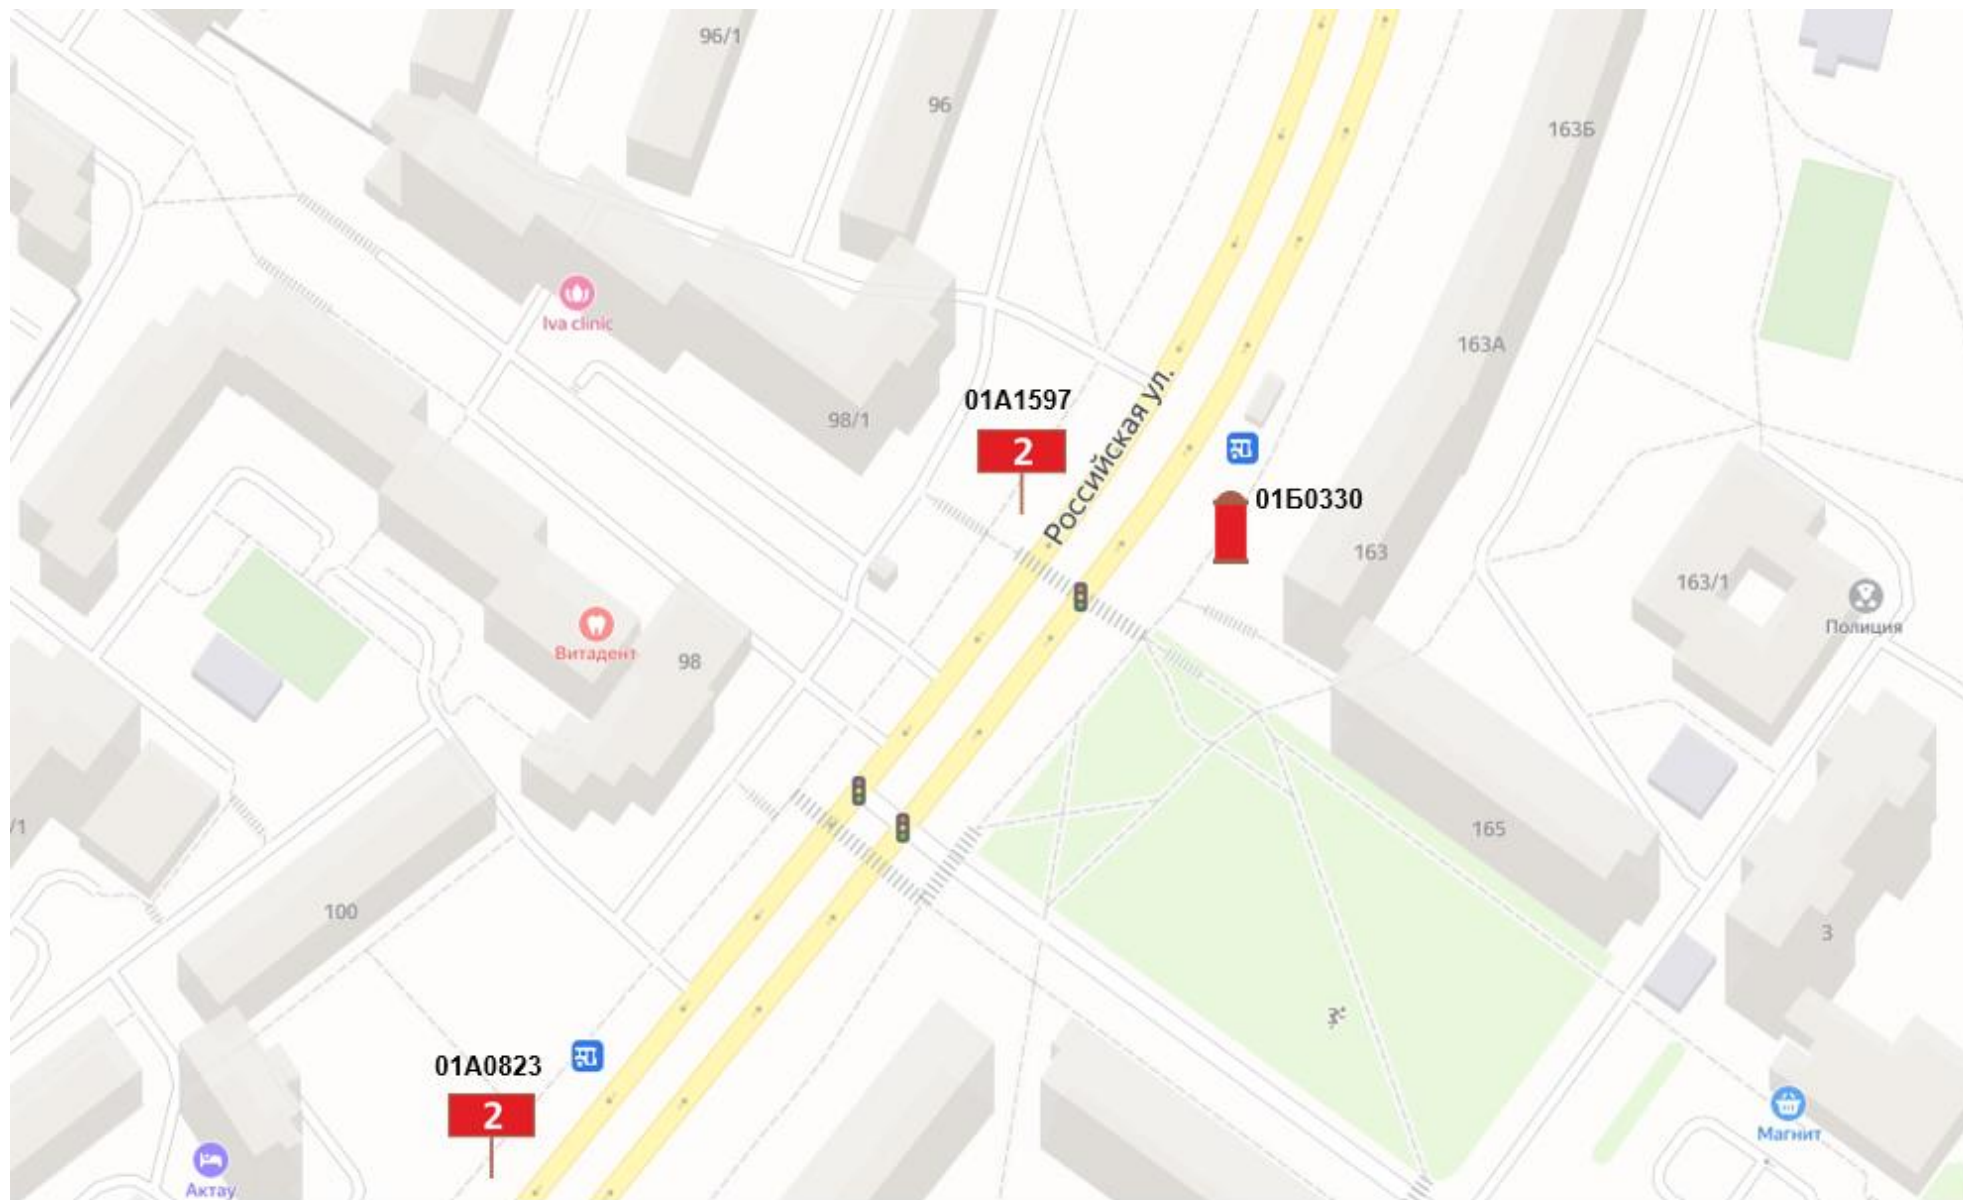 96/1
96
163Б
Iva clinic
163А
98/1
01А1597
2
Российская ул.
01Б0330
163
163/1
Полиция
Витадент
98
/1
100
165
3
01А0823
2
Магнит
Актау